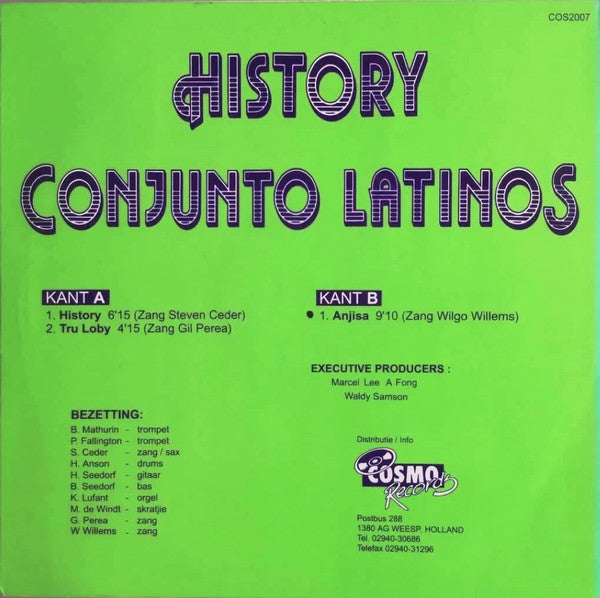 COS2007
HISTORY
CONJUNTO LATINOS
KANT A
1. History 6'15 (Zang Steven Ceder)
2. Tru Loby 4'15 (Zang Gil Perea)
KANT B
1. Anjisa 9'10 (Zang Wilgo Willems)
EXECUTIVE PRODUCERS :
Marcel Lee A Fong
Waldy Samson
BEZETTING:
B. Mathurin - trompet
P. Fallington - trompet
S. Ceder - zang / sax
H. Anson - drums
H. Seedorf - gitaar
B. Seedorf - bas
K. Lufant - orgel
M. de Windt - skratjie
G. Perea - zang
W Willems - zang
Distributie / Info
COSMO
Records
Postbus 288
1380 AG WEESP, HOLLAND
Tel. 02940-30686
Telefax 02940-31296